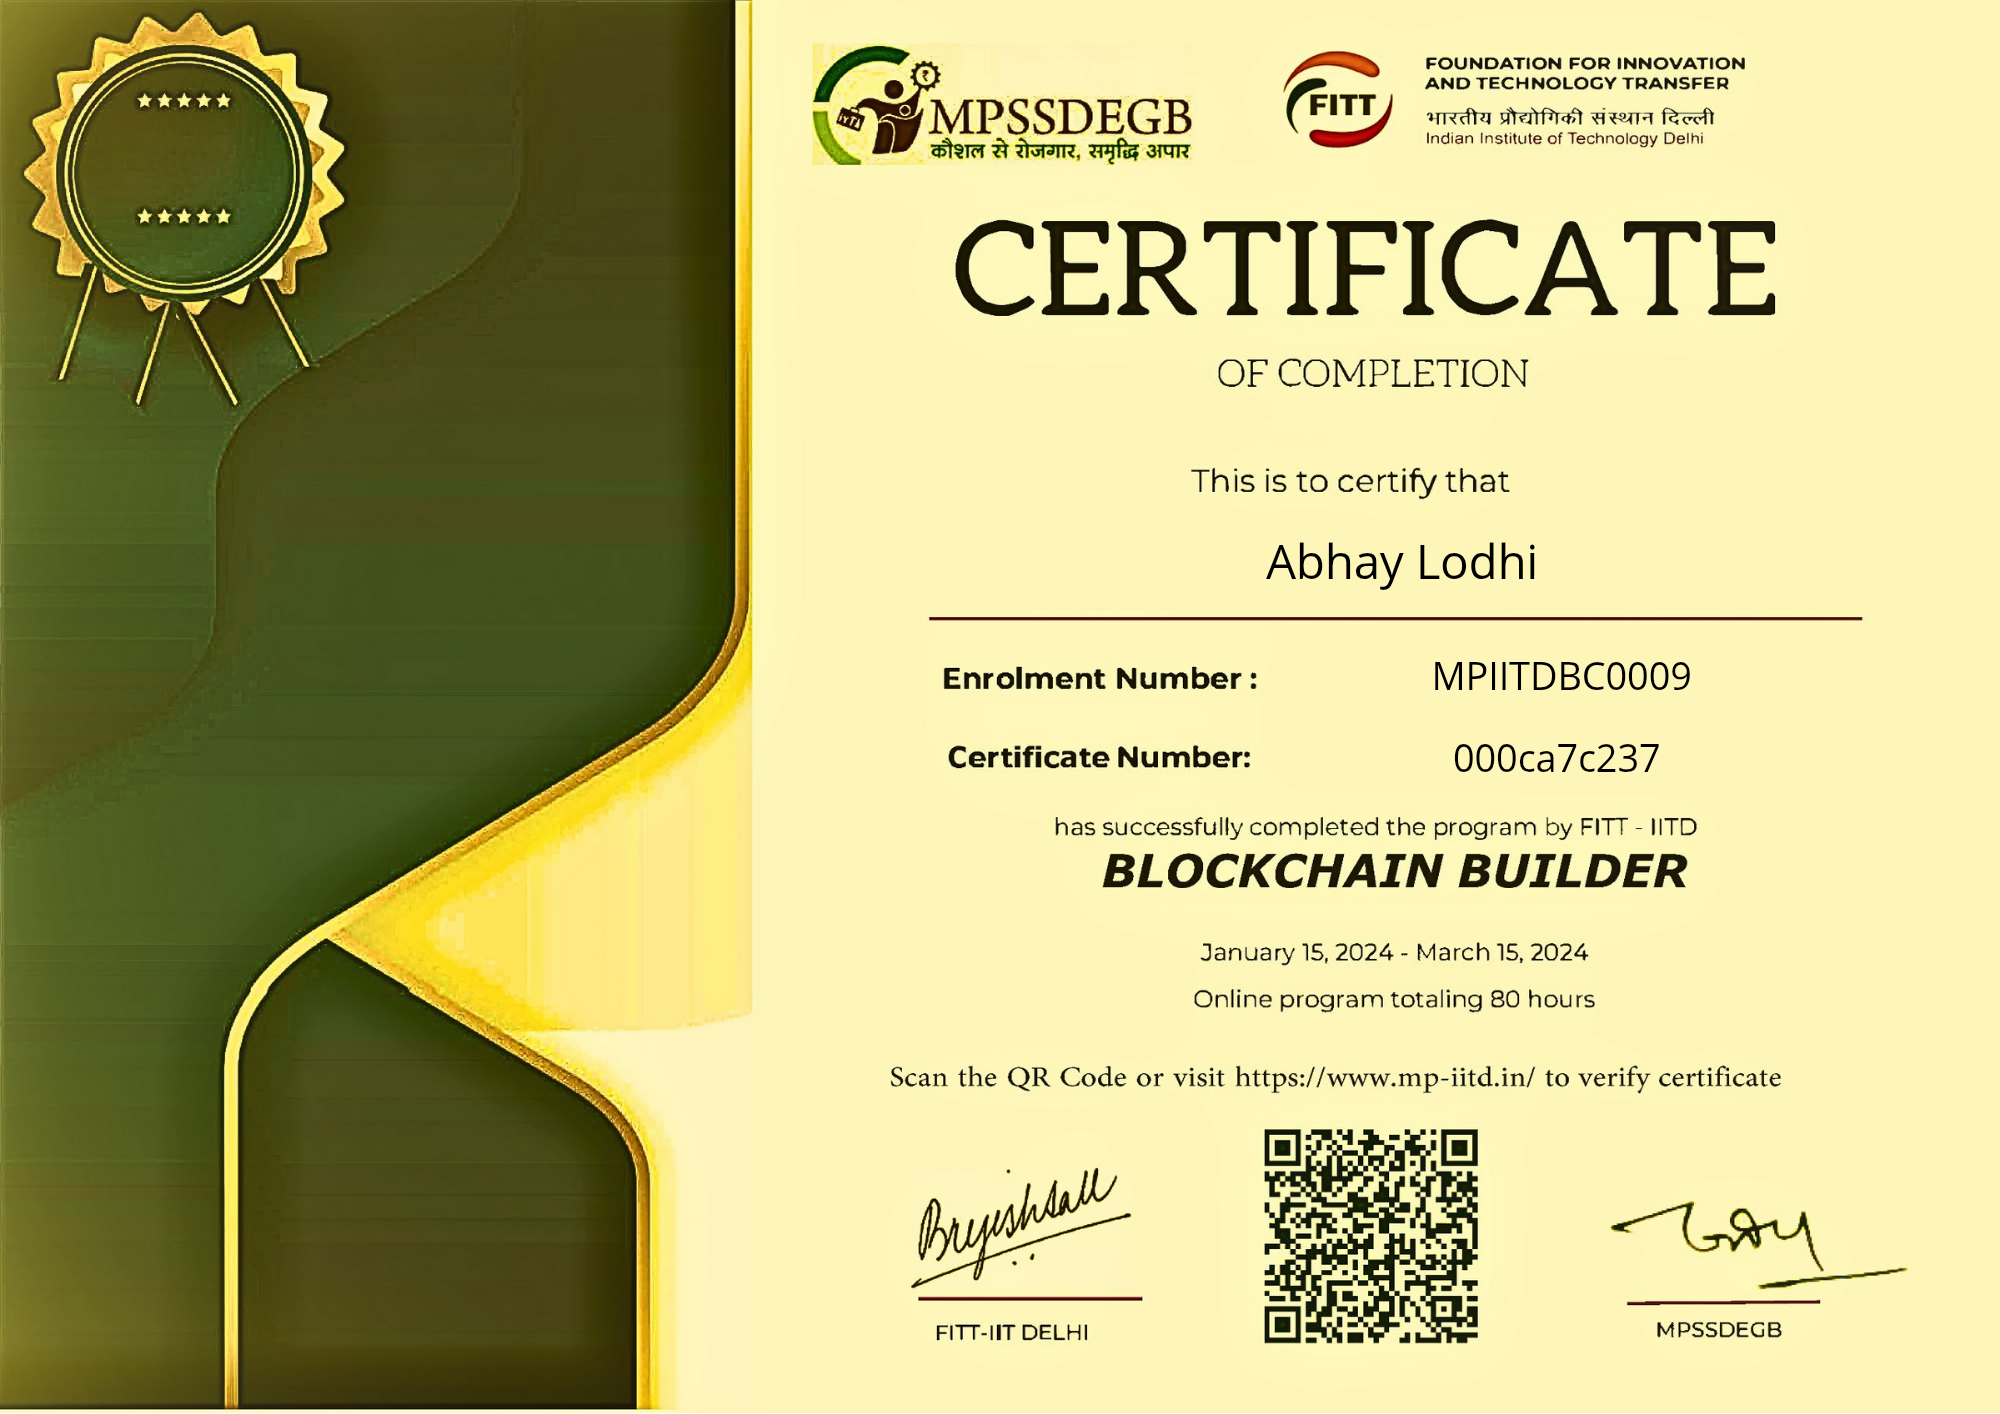 MPSSDEGB
कौशल से रोजगार, समृद्धि अपार
FITT
FOUNDATION FOR INNOVATION
AND TECHNOLOGY TRANSFER
भारतीय प्रौद्योगिकी संस्थान दिल्ली
Indian Institute of Technology Delhi
CERTIFICATE
OF COMPLETION
This is to certify that
Abhay Lodhi
Enrolment Number : MPIITDBC0009
Certificate Number: 000ca7c237
has successfully completed the program by FITT - IITD
BLOCKCHAIN BUILDER
January 15, 2024 - March 15, 2024
Online program totaling 80 hours
Scan the QR Code or visit https://www.mp-iitd.in/ to verify certificate
FITT-IIT DELHI
MPSSDEGB